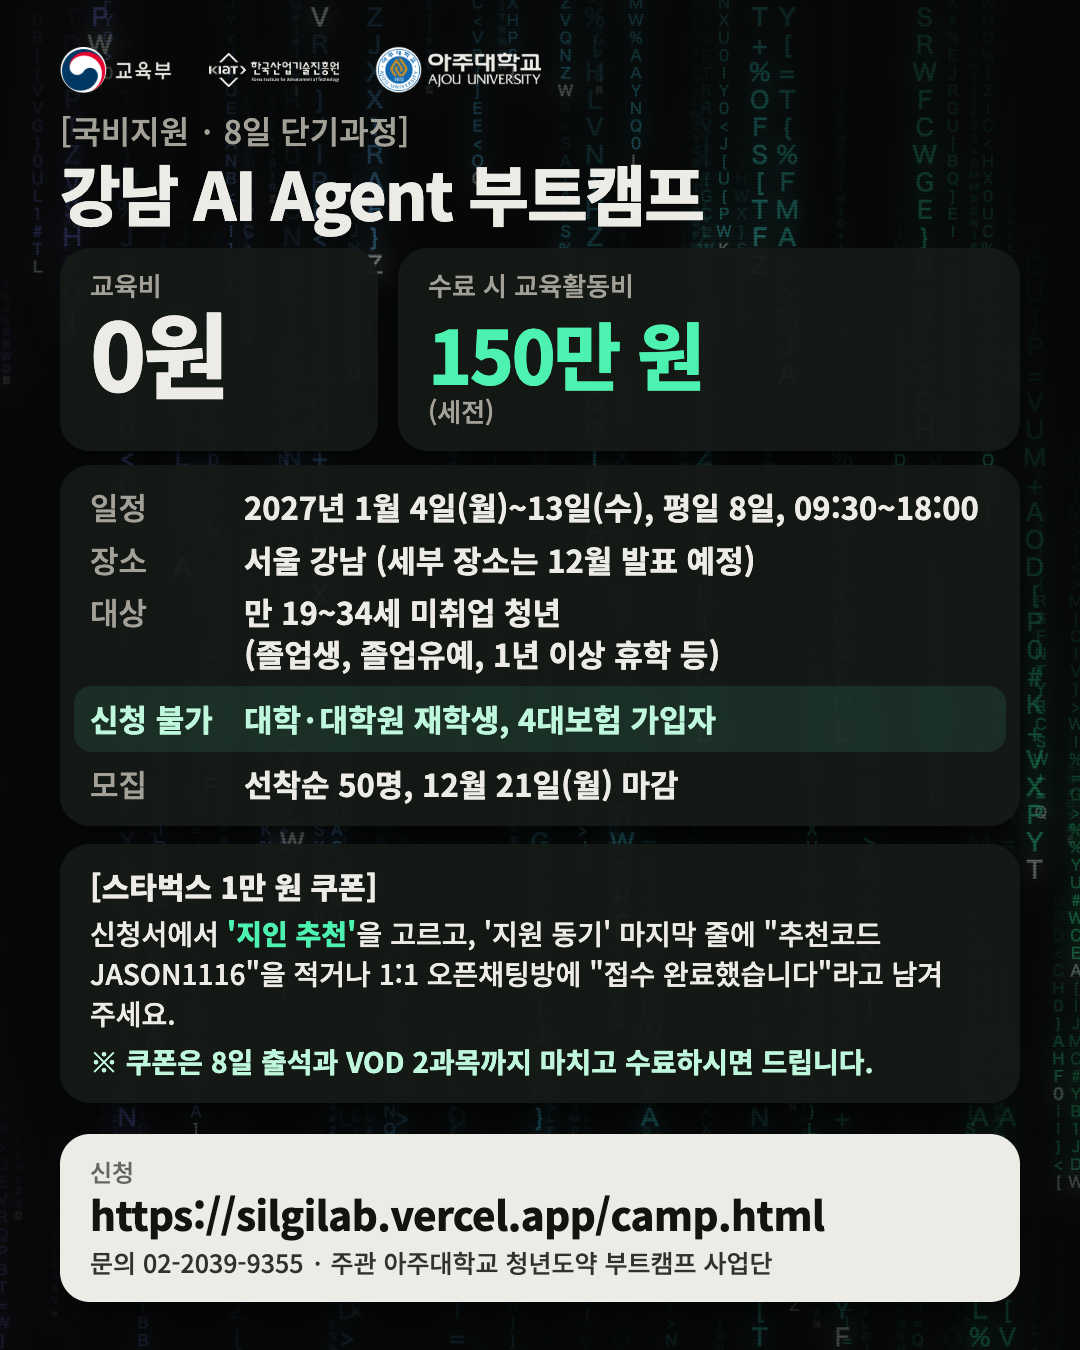 교육부
KIAT 한국산업기술진흥원
Korea Institute for Advancement of Technology
아주대학교
AJOU UNIVERSITY
[국비지원 · 8일 단기과정]
강남 AI Agent 부트캠프
교육비
0원
수료 시 교육활동비
150만 원
(세전)
일정 2027년 1월 4일(월)~13일(수), 평일 8일, 09:30~18:00
장소 서울 강남 (세부 장소는 12월 발표 예정)
대상 만 19~34세 미취업 청년
(졸업생, 졸업유예, 1년 이상 휴학 등)
신청 불가 대학·대학원 재학생, 4대보험 가입자
모집 선착순 50명, 12월 21일(월) 마감
[스타벅스 1만 원 쿠폰]
신청서에서 '지인 추천'을 고르고, '지원 동기' 마지막 줄에 "추천코드
JASON1116"을 적거나 1:1 오픈채팅방에 "접수 완료했습니다"라고 남겨
주세요.
※ 쿠폰은 8일 출석과 VOD 2과목까지 마치고 수료하시면 드립니다.
신청
https://silgilab.vercel.app/camp.html
문의 02-2039-9355 · 주관 아주대학교 청년도약 부트캠프 사업단